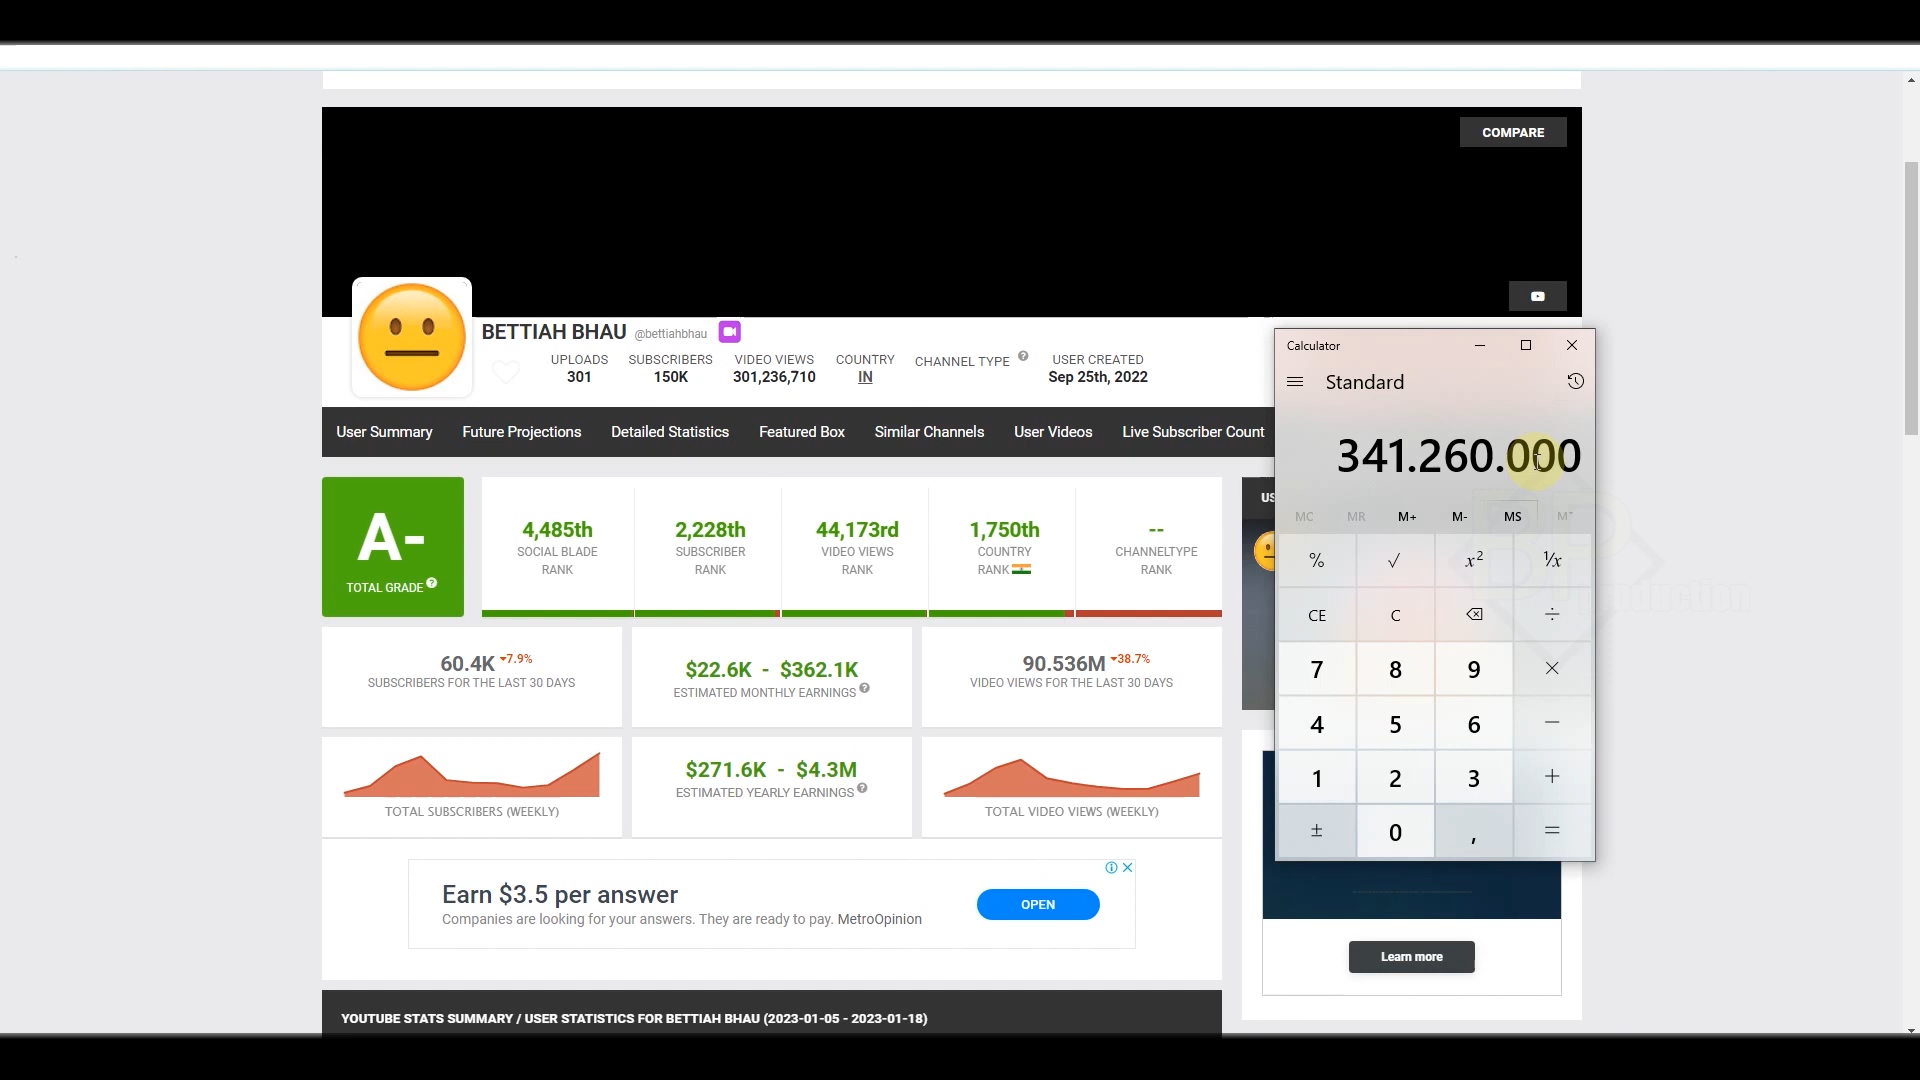 COMPARE
BETTIAH BHAU @bettiahbhau
UPLOADS SUBSCRIBERS VIDEO VIEWS COUNTRY CHANNEL TYPE USER CREATED
301 150K 301,236,710 IN Sep 25th, 2022
User Summary Future Projections Detailed Statistics Featured Box Similar Channels User Videos Live Subscriber Count
A-
TOTAL GRADE
4,485th
SOCIAL BLADE
RANK
2,228th
SUBSCRIBER
RANK
44,173rd
VIDEO VIEWS
RANK
1,750th
COUNTRY
RANK
--
CHANNELTYPE
RANK
60.4K 7.9%
SUBSCRIBERS FOR THE LAST 30 DAYS
$22.6K - $362.1K
ESTIMATED MONTHLY EARNINGS
90.536M 38.7%
VIDEO VIEWS FOR THE LAST 30 DAYS
TOTAL SUBSCRIBERS (WEEKLY)
$271.6K - $4.3M
ESTIMATED YEARLY EARNINGS
TOTAL VIDEO VIEWS (WEEKLY)
Earn $3.5 per answer
Companies are looking for your answers. They are ready to pay. MetroOpinion
OPEN
YOUTUBE STATS SUMMARY / USER STATISTICS FOR BETTIAH BHAU (2023-01-05 - 2023-01-18)
Calculator
Standard
341.260.000
MC MR M+ M- MS
% √ x² ¹/x
CE C ÷
7 8 9 ×
4 5 6 −
1 2 3 +
± 0 , =
Learn more